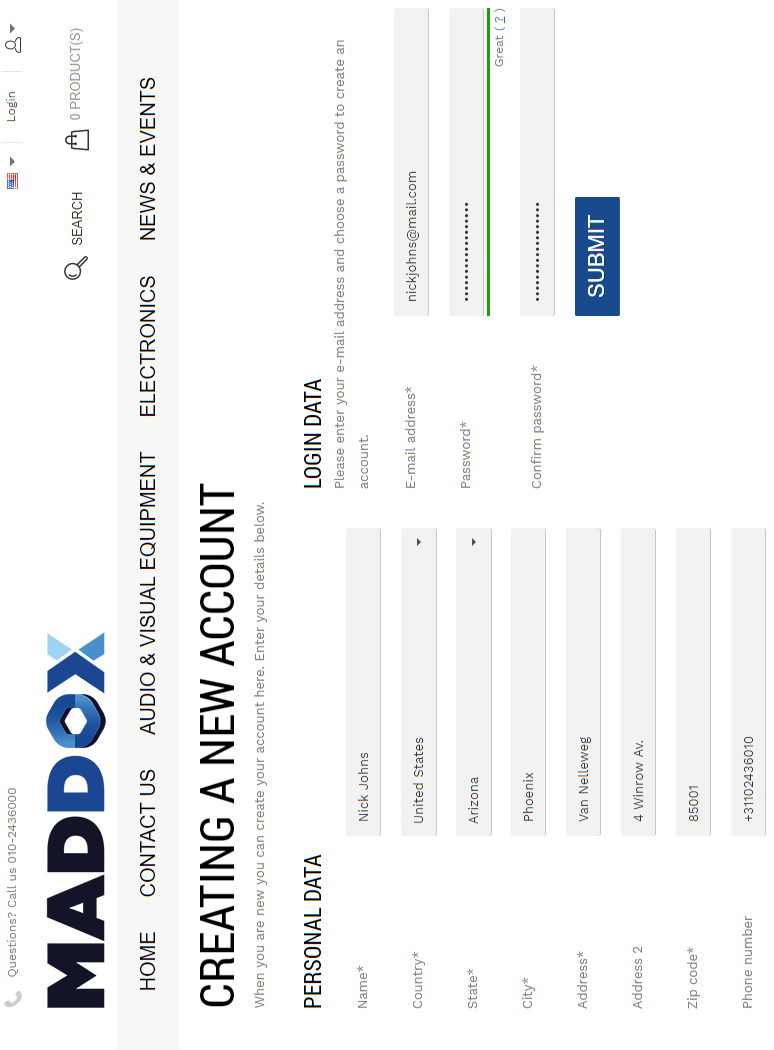 Questions? Call us 010-2436000
Login
MADDOX
SEARCH
0 PRODUCT(S)
HOME
CONTACT US
AUDIO & VISUAL EQUIPMENT
ELECTRONICS
NEWS & EVENTS
CREATING A NEW ACCOUNT
When you are new you can create your account here. Enter your details below.
PERSONAL DATA
Name*
Nick Johns
Country*
United States
State*
Arizona
City*
Phoenix
Address*
Van Nelleweg
Address 2
4 Winrow Av.
Zip code*
85001
Phone number
+31102436010
LOGIN DATA
Please enter your e-mail address and choose a password to create an
account.
E-mail address*
nickjohns@mail.com
Password*
••••••••••••••••••
Great ( ? )
Confirm password*
••••••••••••••••••
SUBMIT